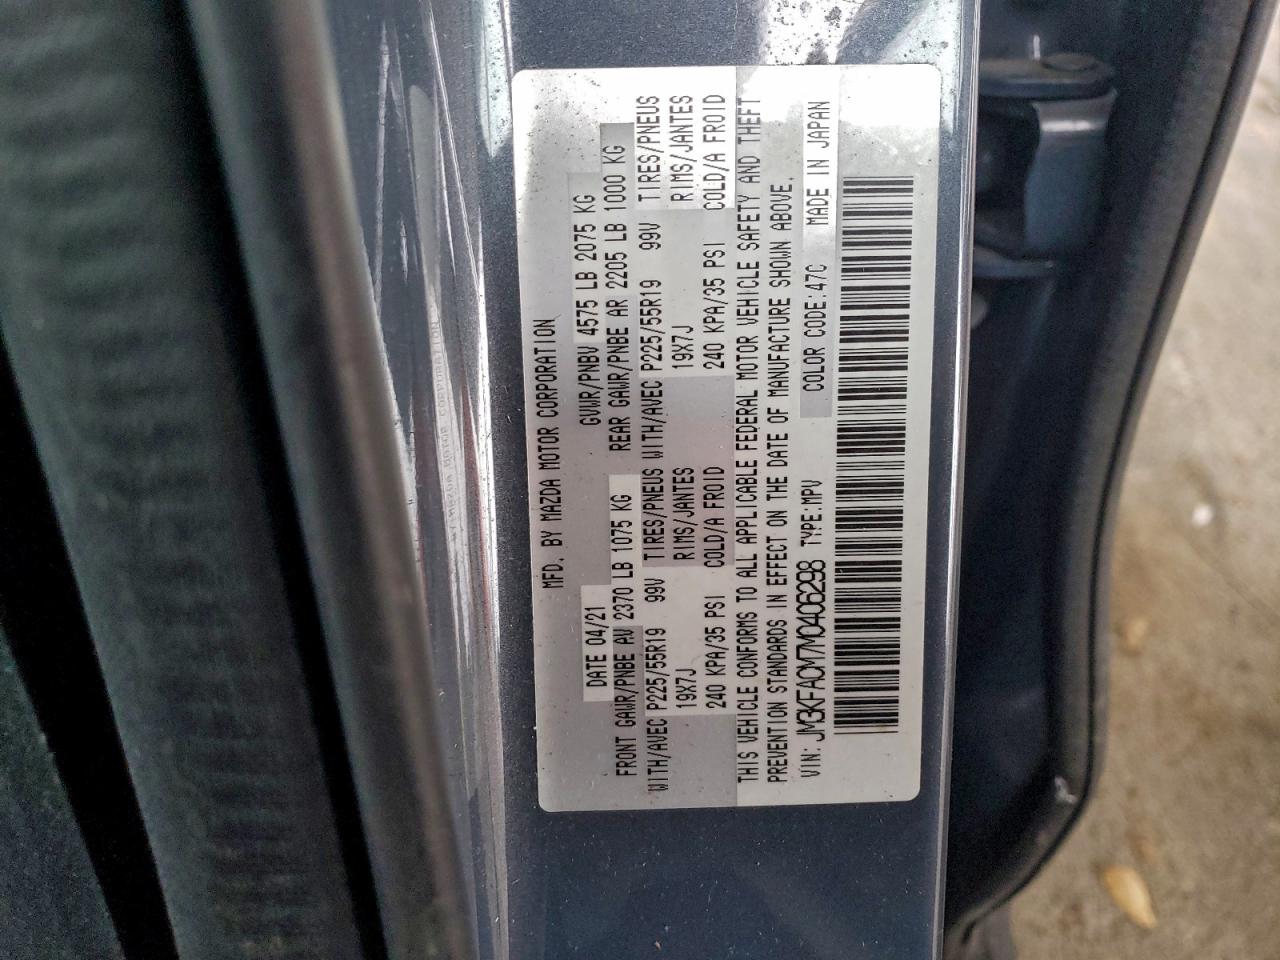 MFD. BY MAZDA MOTOR CORPORATION
DATE 04/21 GVWR/PNBV 4575 LB 2075 KG
FRONT GAWR/PNBE AV 2370 LB 1075 KG REAR GAWR/PNBE AR 2205 LB 1000 KG
WITH/AVEC P225/55R19 99V TIRES/PNEUS WITH/AVEC P225/55R19 99V TIRES/PNEUS
19X7J RIMS/JANTES 19X7J RIMS/JANTES
240 KPA/35 PSI COLD/A FROID 240 KPA/35 PSI COLD/A FROID
THIS VEHICLE CONFORMS TO ALL APPLICABLE FEDERAL MOTOR VEHICLE SAFETY AND THEFT
PREVENTION STANDARDS IN EFFECT ON THE DATE OF MANUFACTURE SHOWN ABOVE.
VIN: JM3KFADM7M0406298 TYPE:MPV COLOR CODE:47C MADE IN JAPAN